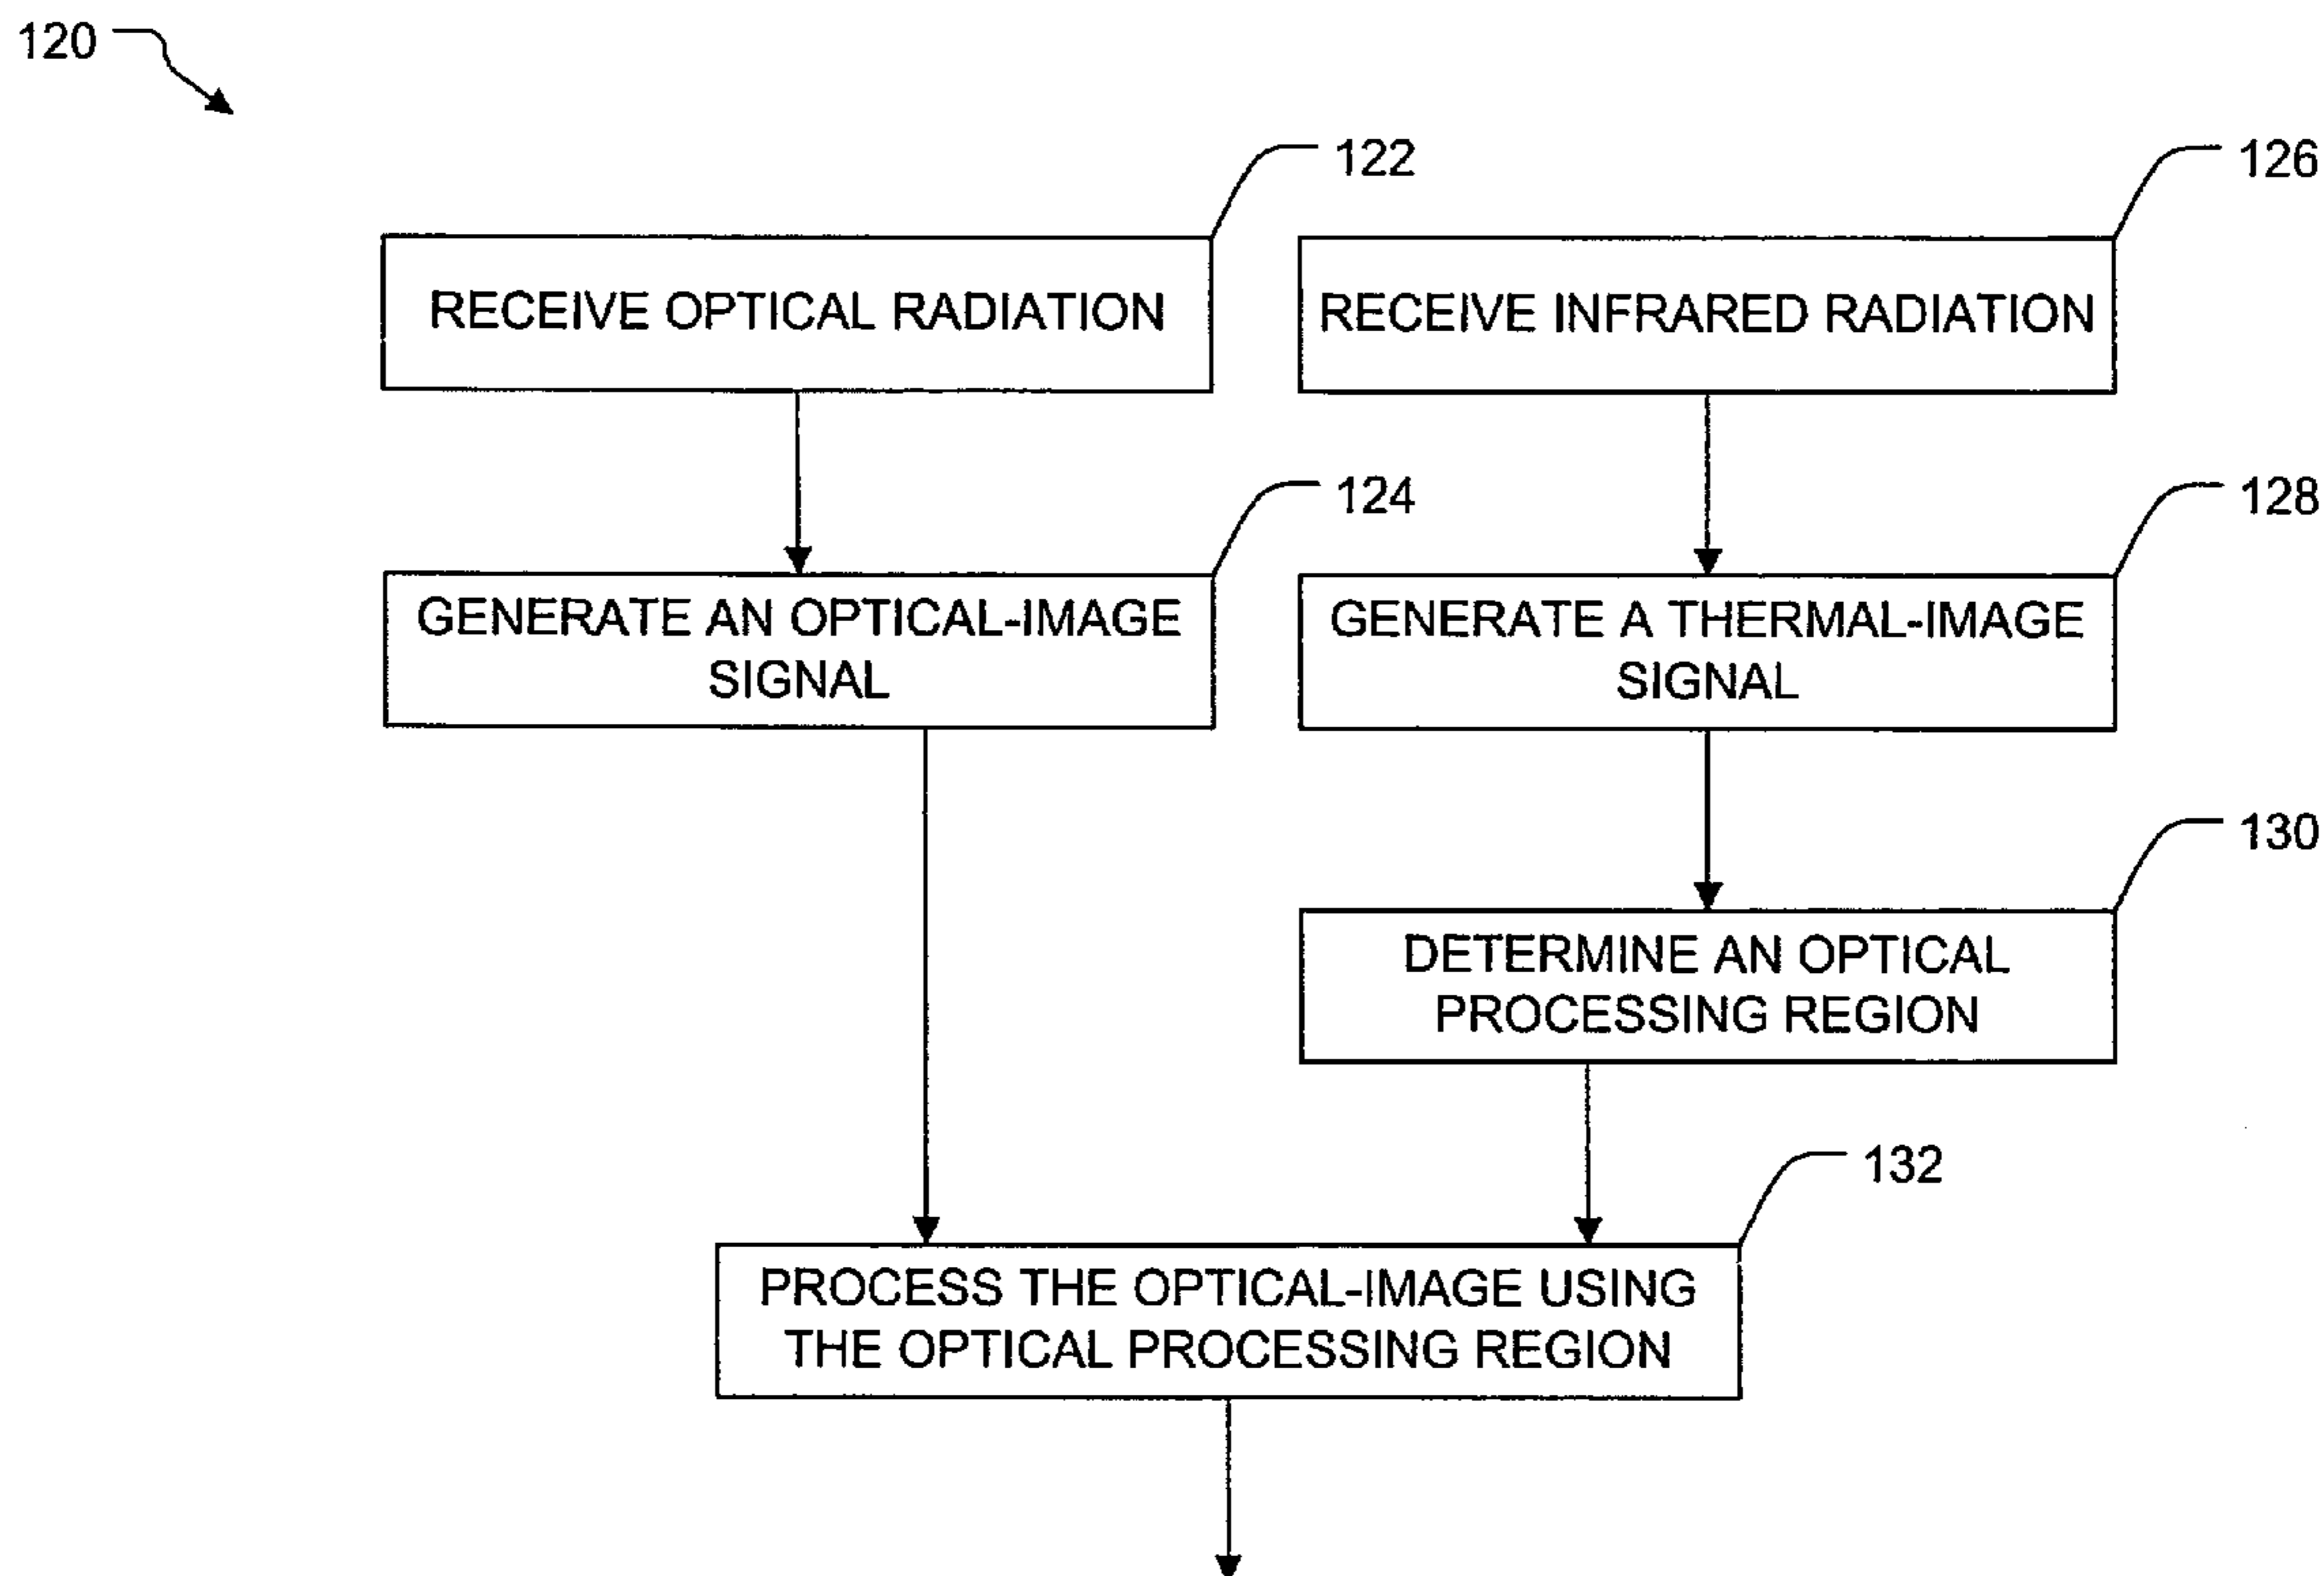 120
122
126
RECEIVE OPTICAL RADIATION
RECEIVE INFRARED RADIATION
124
128
GENERATE AN OPTICAL-IMAGE
SIGNAL
GENERATE A THERMAL-IMAGE
SIGNAL
130
DETERMINE AN OPTICAL
PROCESSING REGION
132
PROCESS THE OPTICAL-IMAGE USING
THE OPTICAL PROCESSING REGION